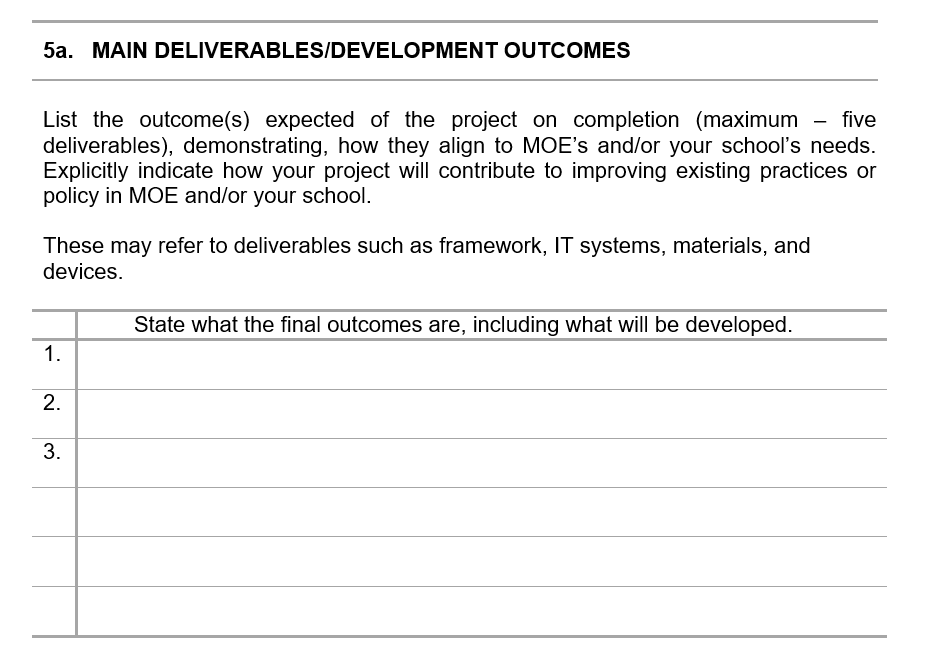 5a. MAIN DELIVERABLES/DEVELOPMENT OUTCOMES
List the outcome(s) expected of the project on completion (maximum – five
deliverables), demonstrating, how they align to MOE’s and/or your school’s needs.
Explicitly indicate how your project will contribute to improving existing practices or
policy in MOE and/or your school.
These may refer to deliverables such as framework, IT systems, materials, and
devices.
State what the final outcomes are, including what will be developed.
1.
2.
3.